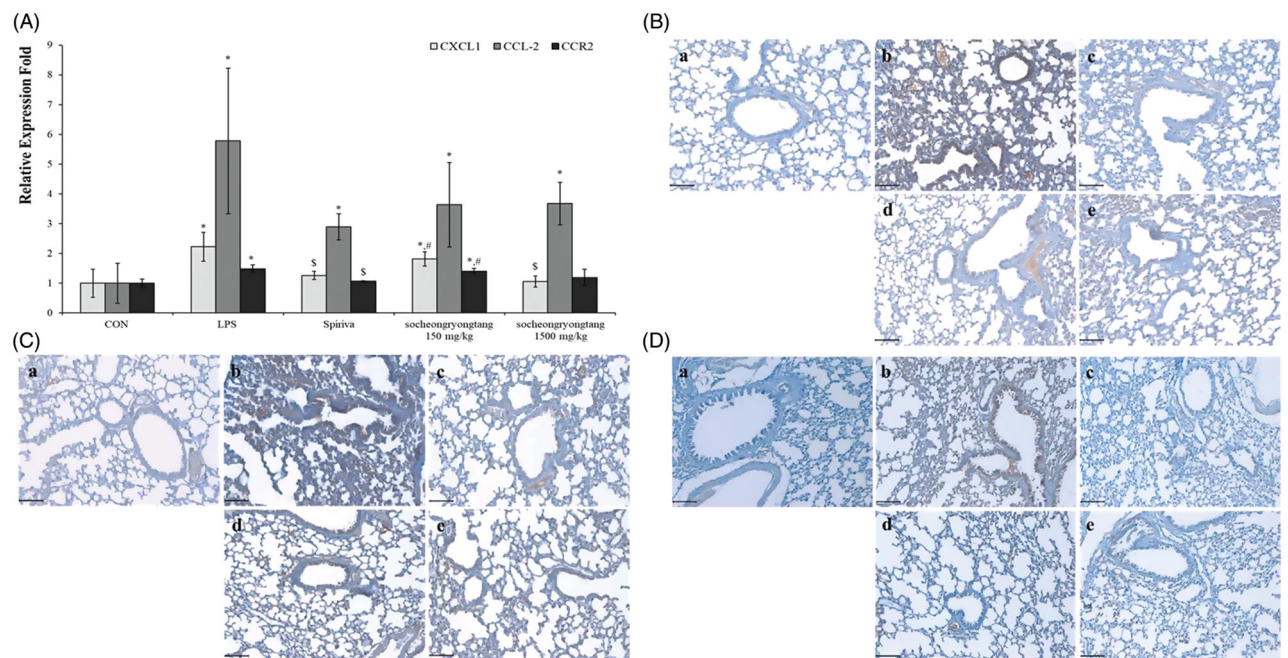 (A)
Relative Expression Fold
9
8
7
6
5
4
3
2
1
0
CXCL1 CCL-2 CCR2
* * *
$ * $
*,# * *,#
$ *
CON
LPS
Spiriva
socheongryongtang
150 mg/kg
socheongryongtang
1500 mg/kg
(B)
a
b
c
d
e
(C)
a
b
c
d
e
(D)
a
b
c
d
e